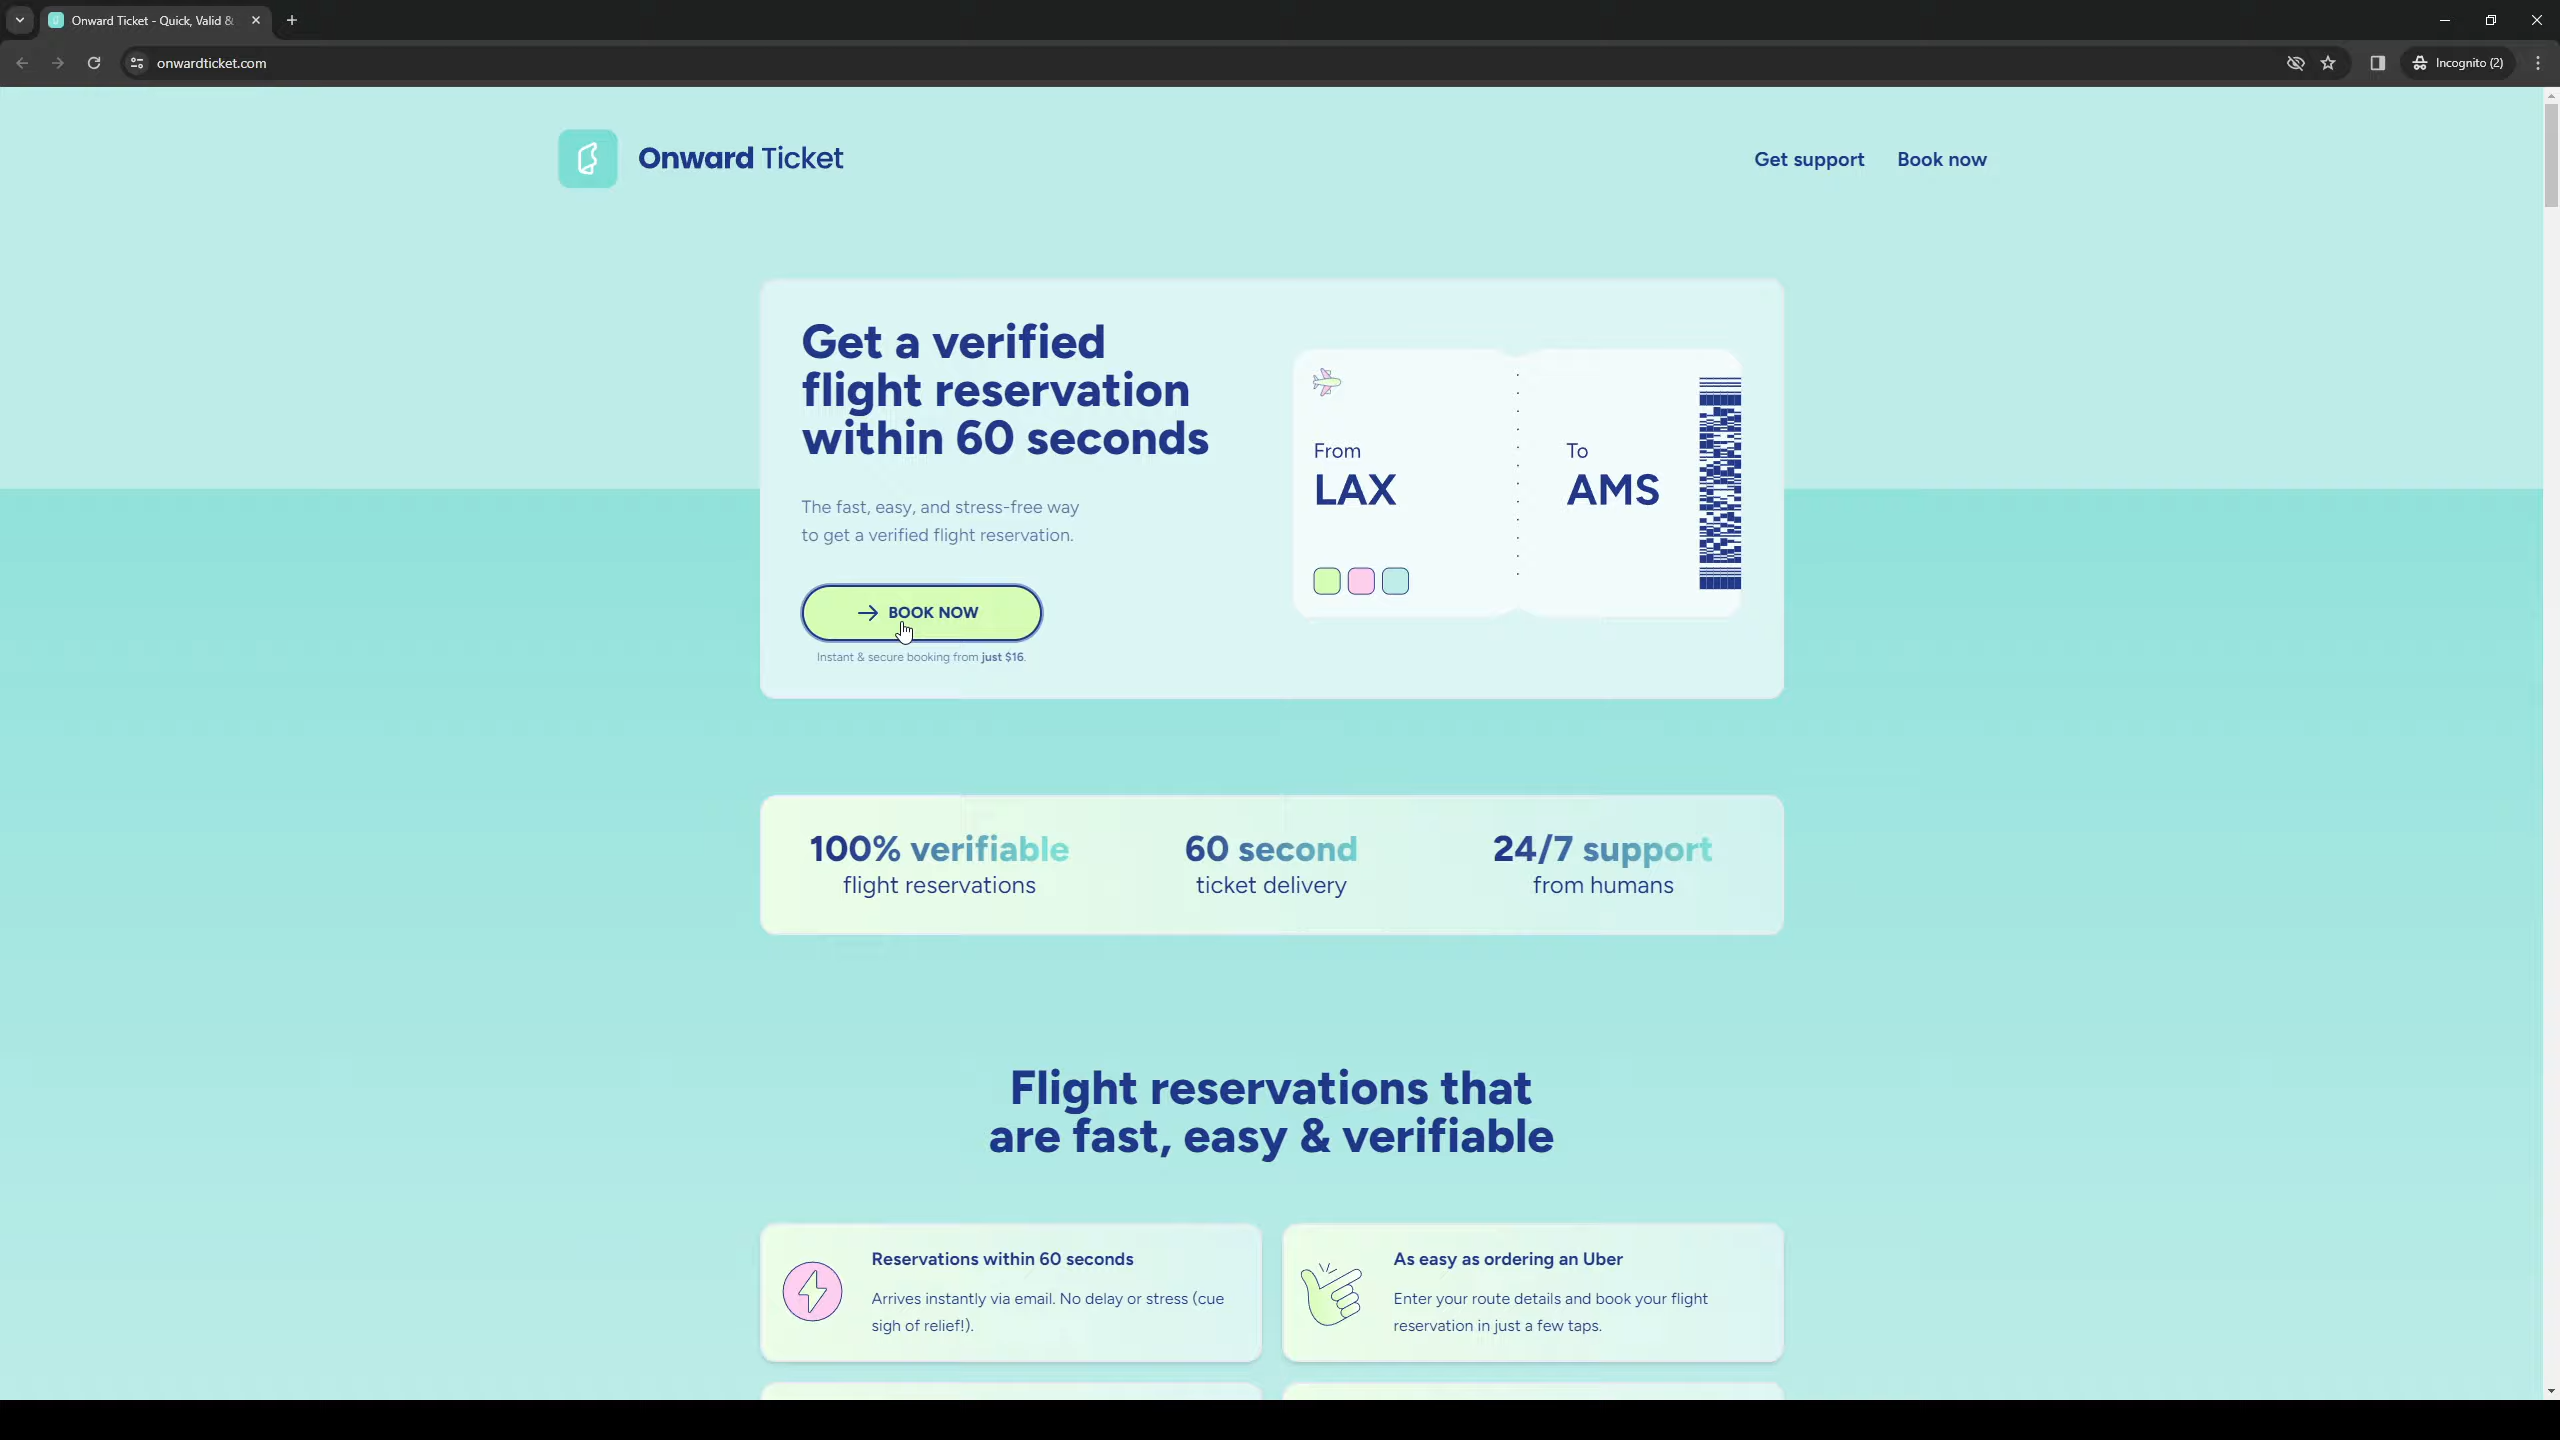 Onward Ticket - Quick, Valid &
onwardticket.com
Incognito (2)
Onward Ticket
Get support
Book now
Get a verified
flight reservation
within 60 seconds
The fast, easy, and stress-free way
to get a verified flight reservation.
BOOK NOW
Instant & secure booking from just $16.
From
LAX
To
AMS
100% verifiable
flight reservations
60 second
ticket delivery
24/7 support
from humans
Flight reservations that
are fast, easy & verifiable
Reservations within 60 seconds
Arrives instantly via email. No delay or stress (cue
sigh of relief!).
As easy as ordering an Uber
Enter your route details and book your flight
reservation in just a few taps.